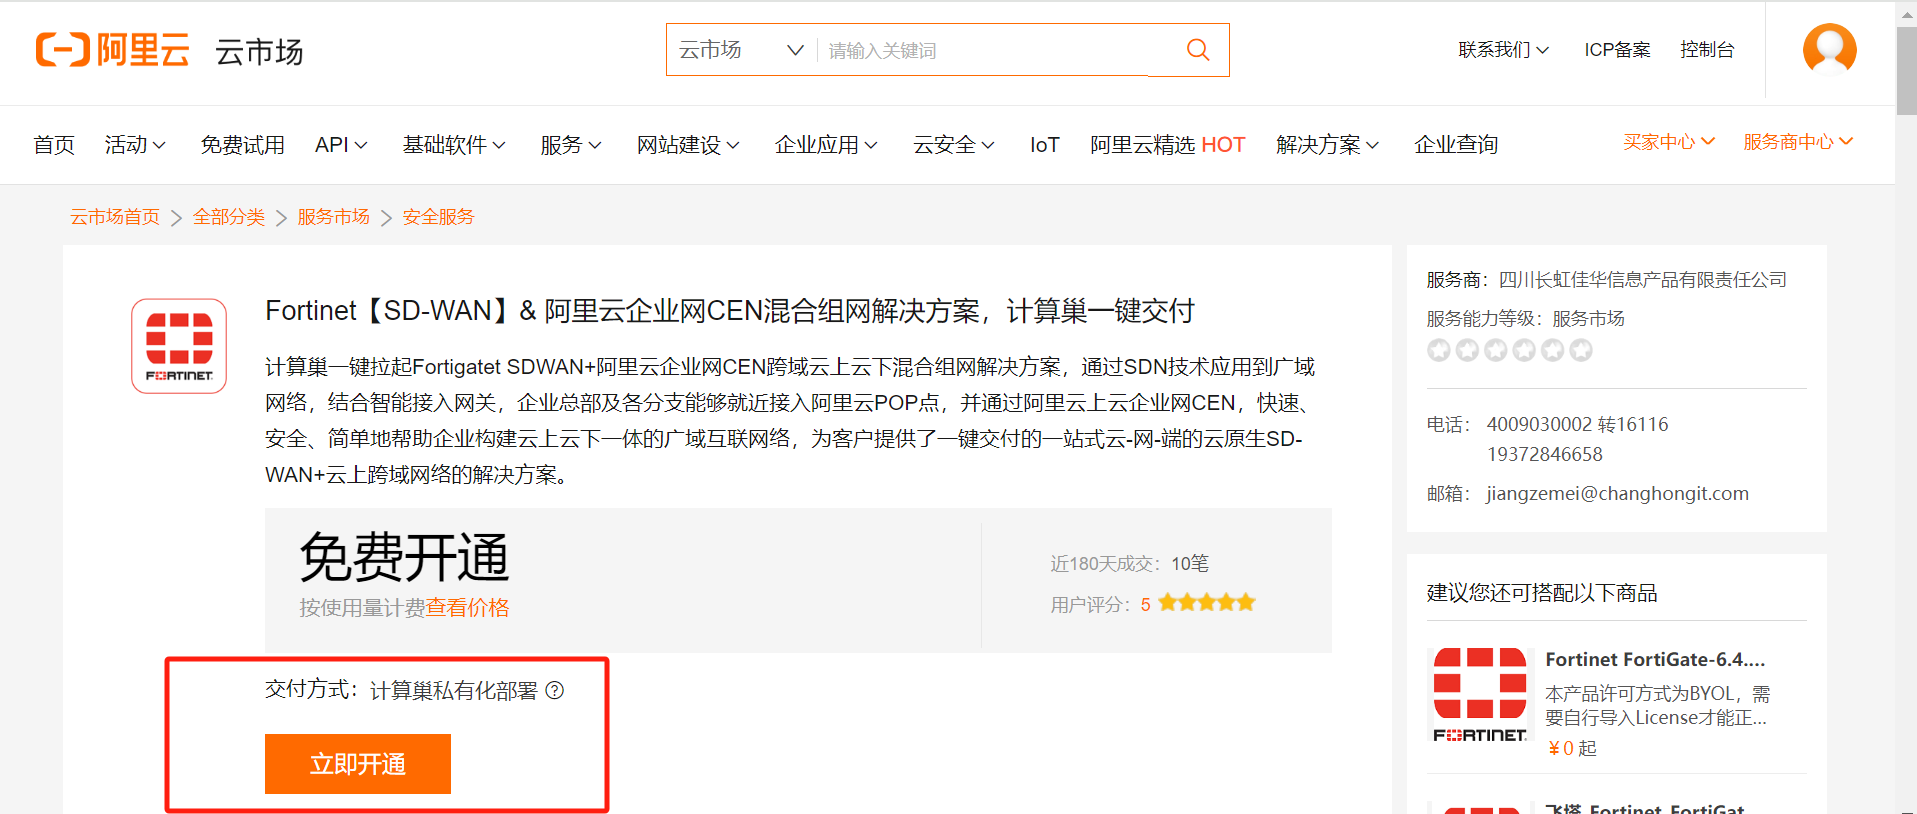 阿里云 云市场
云市场 请输入关键词
联系我们 ICP备案 控制台
首页 活动 免费试用 API 基础软件 服务 网站建设 企业应用 云安全 IoT 阿里云精选 HOT 解决方案 企业查询 买家中心 服务商中心
云市场首页 > 全部分类 > 服务市场 > 安全服务
FORTINET
Fortinet【SD-WAN】& 阿里云企业网CEN混合组网解决方案，计算巢一键交付
计算巢一键拉起Fortigatet SDWAN+阿里云企业网CEN跨域云上云下混合组网解决方案，通过SDN技术应用到广域
网络，结合智能接入网关，企业总部及各分支能够就近接入阿里云POP点，并通过阿里云上云企业网CEN，快速、
安全、简单地帮助企业构建云上云下一体的广域互联网络，为客户提供了一键交付的一站式云-网-端的云原生SD-
WAN+云上跨域网络的解决方案。
免费开通
按使用量计费查看价格
近180天成交：10笔
用户评分：5
交付方式：计算巢私有化部署
立即开通
服务商：四川长虹佳华信息产品有限责任公司
服务能力等级：服务市场
电话：4009030002 转16116
19372846658
邮箱：jiangzemei@changhongit.com
建议您还可搭配以下商品
FORTINET
Fortinet FortiGate-6.4....
本产品许可方式为BYOL，需
要自行导入License才能正...
¥0 起
飞塔 Fortinet FortiGat